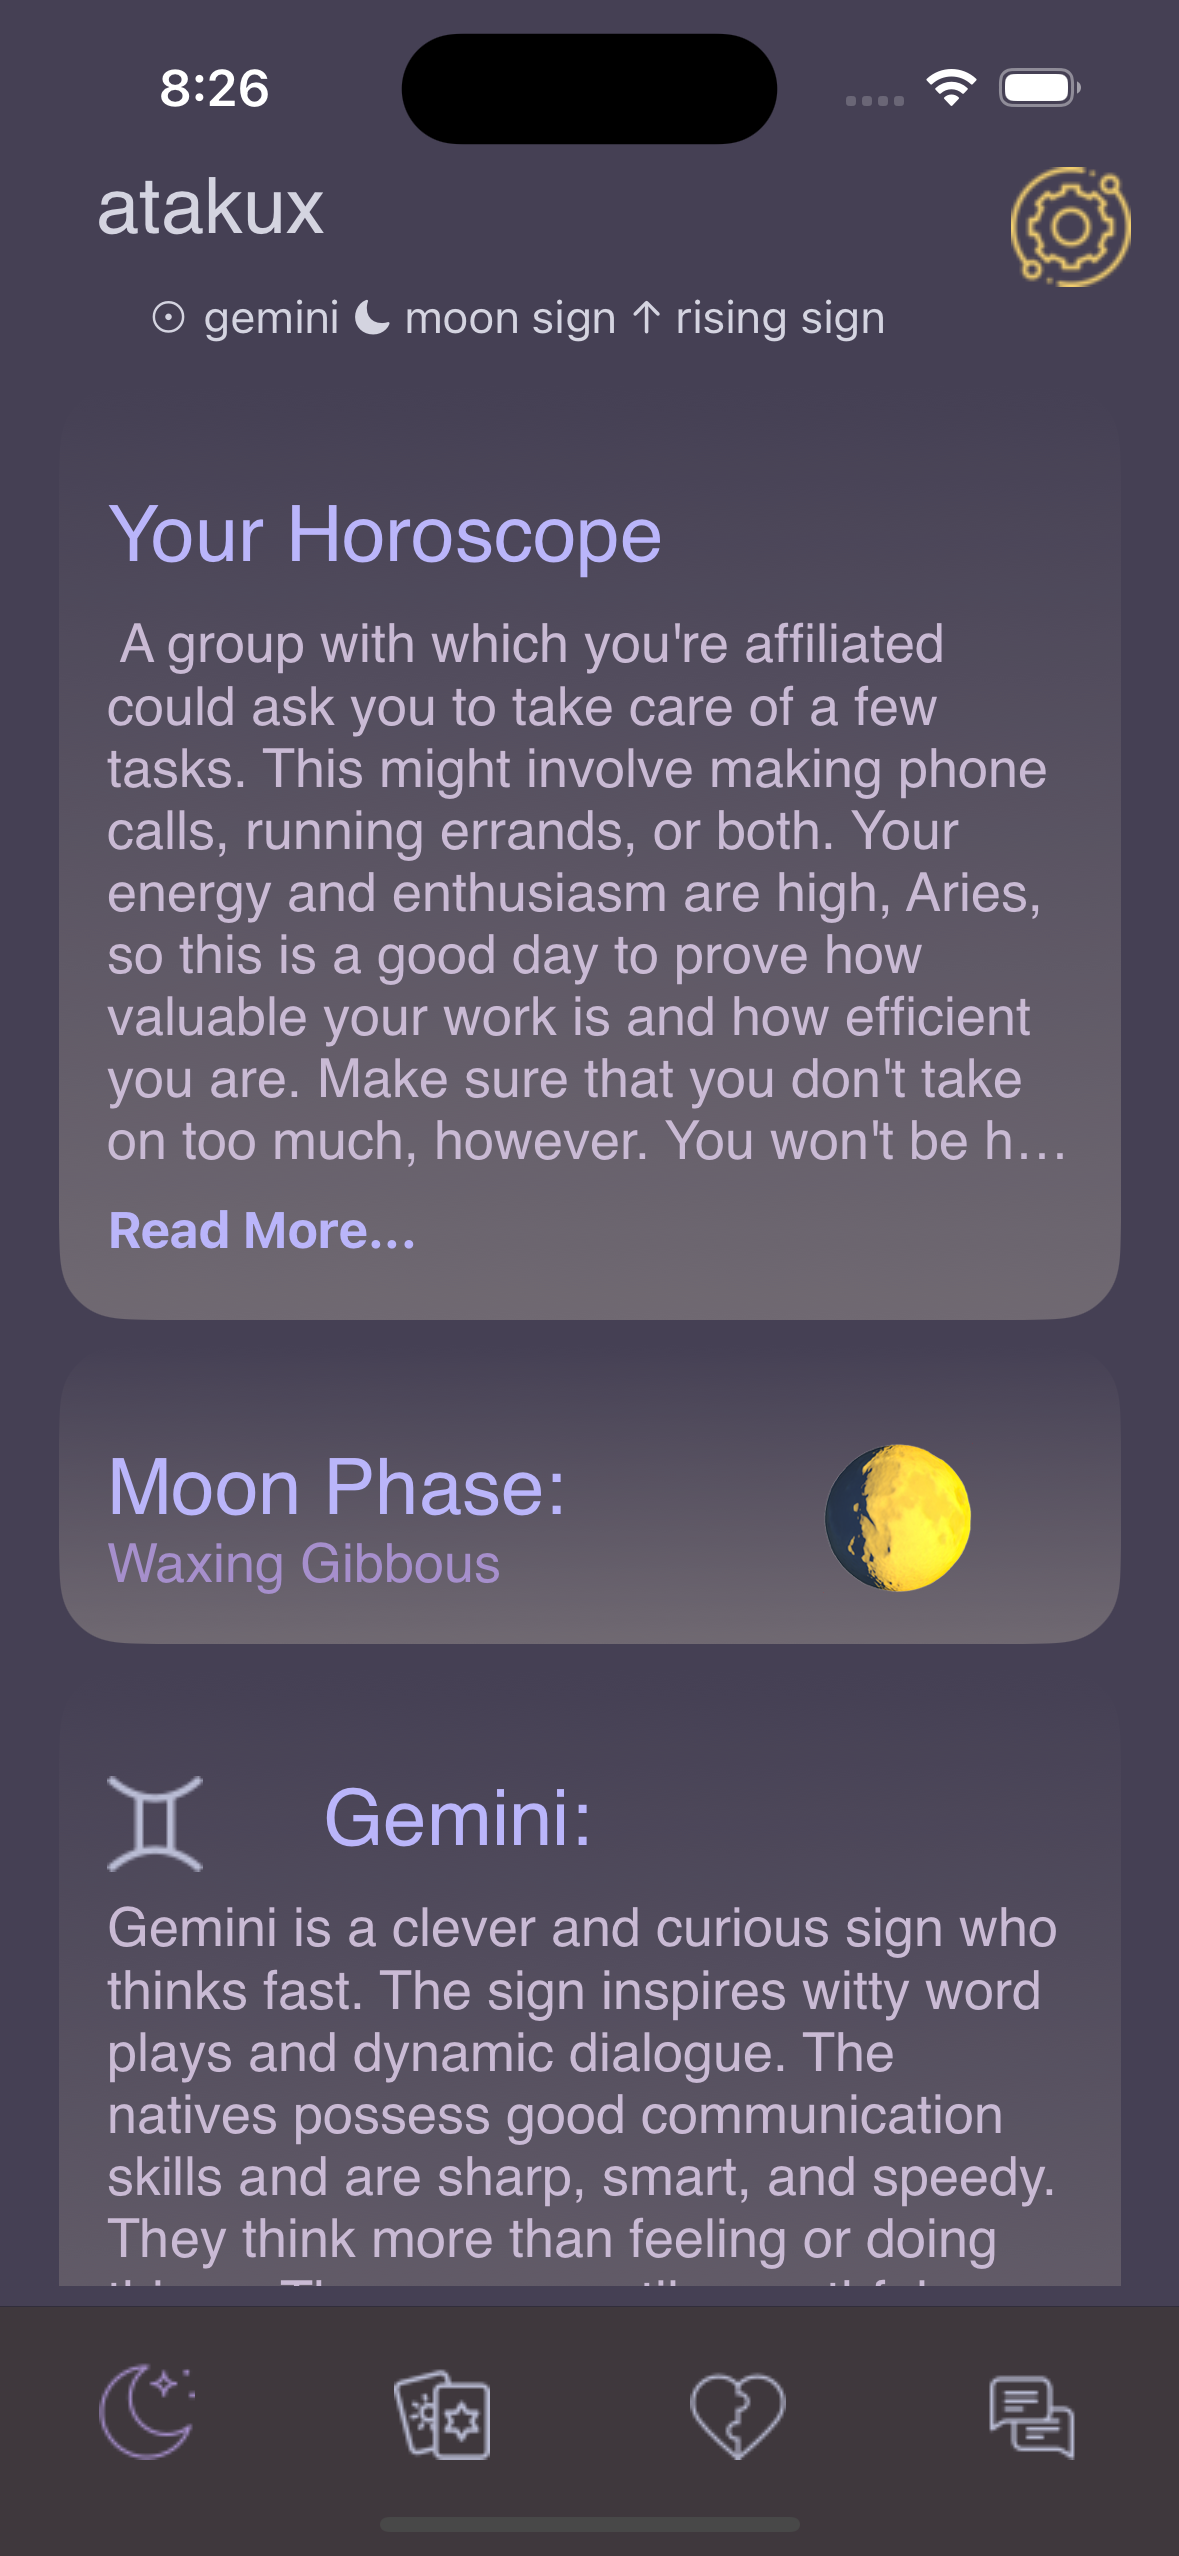 8:26
atakux
gemini moon sign ↑ rising sign
Your Horoscope
A group with which you're affiliated
could ask you to take care of a few
tasks. This might involve making phone
calls, running errands, or both. Your
energy and enthusiasm are high, Aries,
so this is a good day to prove how
valuable your work is and how efficient
you are. Make sure that you don't take
on too much, however. You won't be h…
Read More...
Moon Phase:
Waxing Gibbous
Gemini:
Gemini is a clever and curious sign who
thinks fast. The sign inspires witty word
plays and dynamic dialogue. The
natives possess good communication
skills and are sharp, smart, and speedy.
They think more than feeling or doing